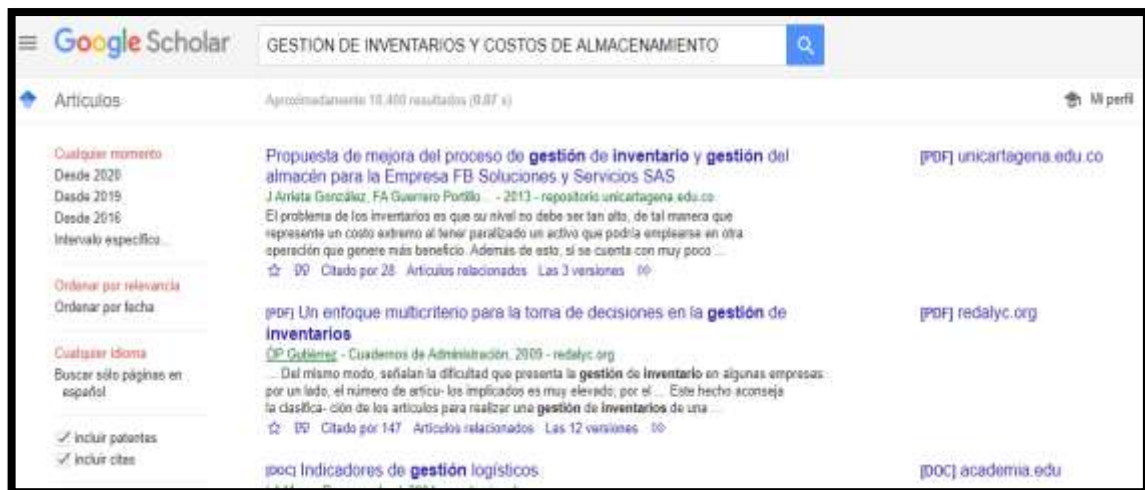 Google Scholar
GESTION DE INVENTARIOS Y COSTOS DE ALMACENAMIENTO
Artículos
Aproximadamente 18.400 resultados (0.07 s)
Mi perfil
Cualquier momento
Desde 2020
Desde 2019
Desde 2016
Intervalo específico...
Ordenar por relevancia
Ordenar por fecha
Cualquier idioma
Buscar sólo páginas en
español
incluir patentes
incluir citas
Propuesta de mejora del proceso de gestión de inventario y gestión del
almacén para la Empresa FB Soluciones y Servicios SAS
J Arrieta González, FA Guerrero Portillo... - 2013 - repositorio.unicartagena.edu.co
El problema de los inventarios es que su nivel no debe ser tan alto, de tal manera que
represente un costo extremo al tener paralizado un activo que podría emplearse en otra
operación que genere más beneficio. Además de esto, si se cuenta con muy poco ...
Citado por 28 Artículos relacionados Las 3 versiones
[PDF] unicartagena.edu.co
[PDF] Un enfoque multicriterio para la toma de decisiones en la gestión de
inventarios
OP Gutiérrez - Cuadernos de Administración, 2009 - redalyc.org
... Del mismo modo, señalan la dificultad que presenta la gestión de inventario en algunas empresas:
por un lado, el número de artícu- los implicados es muy elevado; por el ... Este hecho aconseja
la clasifica- ción de los artículos para realizar una gestión de inventarios de una ...
Citado por 147 Artículos relacionados Las 12 versiones
[PDF] redalyc.org
[DOC] Indicadores de gestión logísticos
[DOC] academia.edu